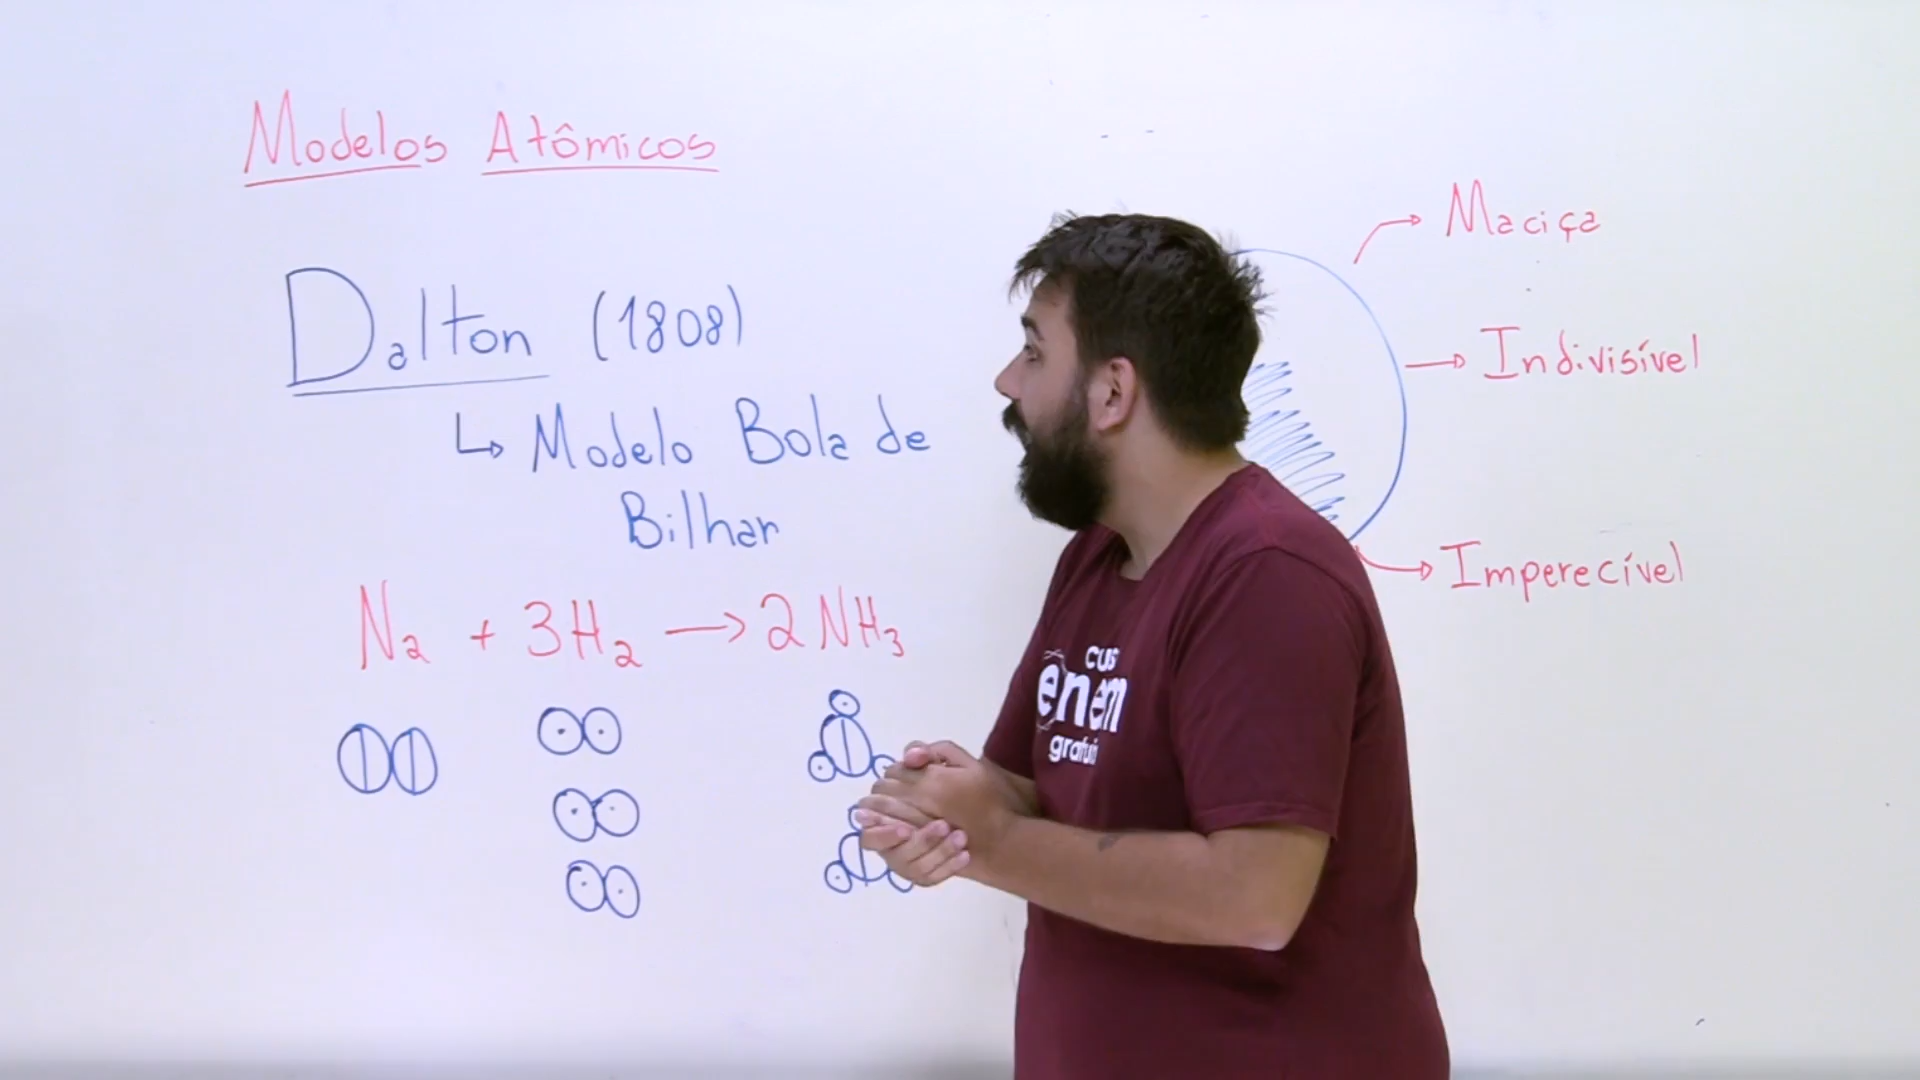 Modelos Atômicos
Dalton (1808)
↳ Modelo Bola de
Bilhar
N₂ + 3H₂ → 2NH₃
→ Maciça
→ Indivisível
→ Imperecível
enem